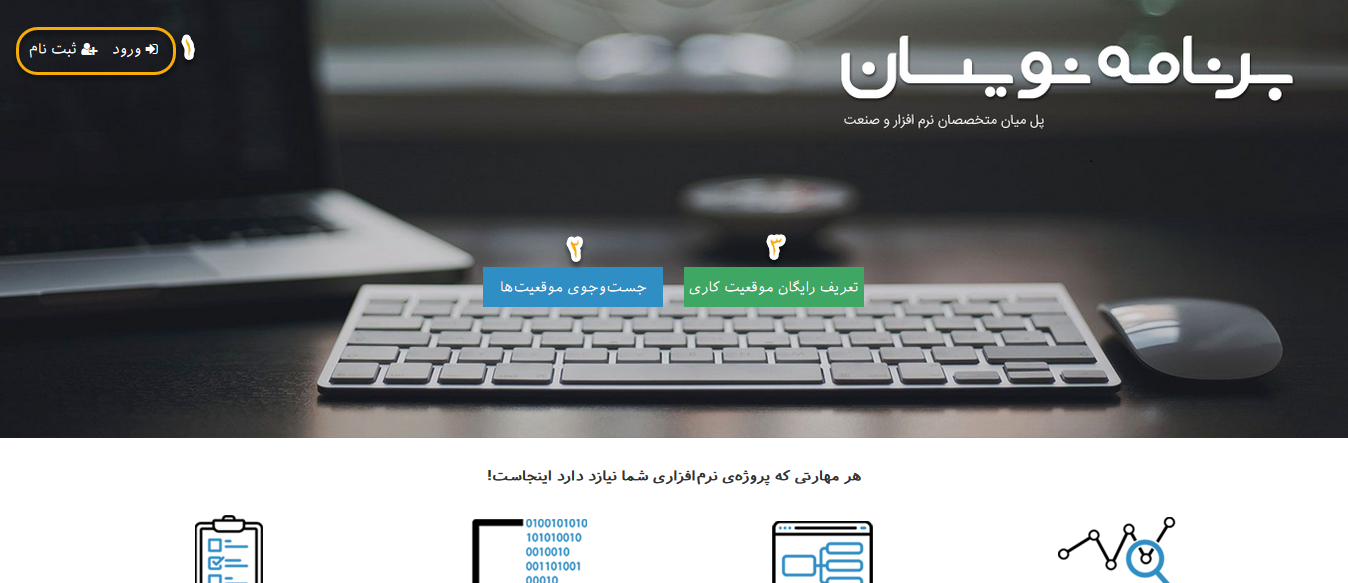 برنامه نویسان
پل میان متخصصان نرم افزار و صنعت
ورود ثبت نام
۱
۳ ۲
تعریف رایگان موقعیت کاری جست‌وجوی موقعیت‌ها
هر مهارتی که پروژه‌ی نرم‌افزاری شما نیازد دارد اینجاست!
0100101010
101010010
0010010
001101001
00010